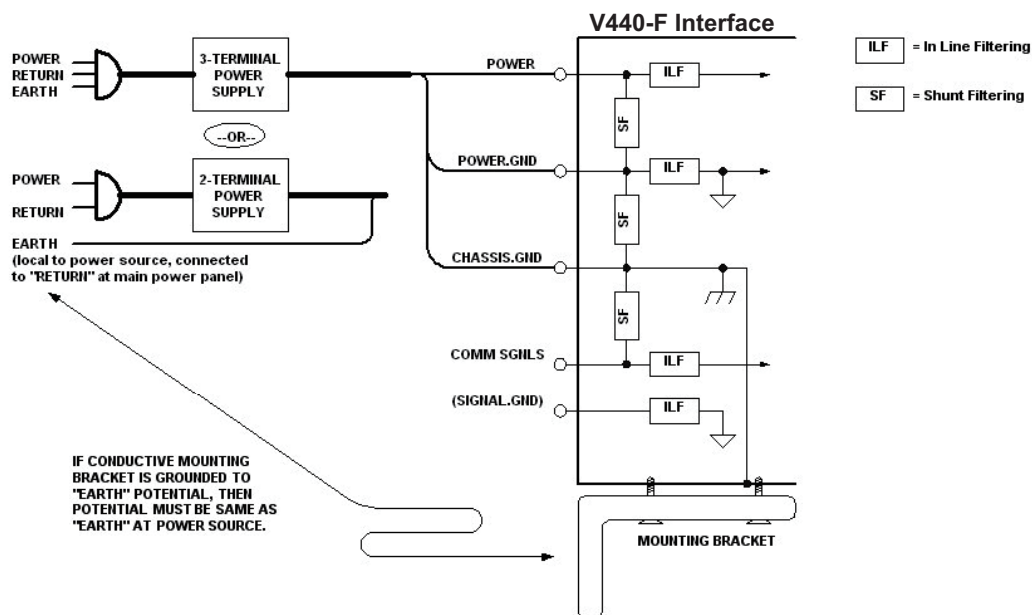 V440-F Interface
POWER
RETURN
EARTH
3-TERMINAL
POWER
SUPPLY
--OR--
POWER
RETURN
2-TERMINAL
POWER
SUPPLY
EARTH
(local to power source, connected
to "RETURN" at main power panel)
POWER
POWER.GND
CHASSIS.GND
COMM SGNLS
(SIGNAL.GND)
ILF
SF
ILF
SF
SF
ILF
ILF
ILF = In Line Filtering
SF = Shunt Filtering
IF CONDUCTIVE MOUNTING
BRACKET IS GROUNDED TO
"EARTH" POTENTIAL, THEN
POTENTIAL MUST BE SAME AS
"EARTH" AT POWER SOURCE.
MOUNTING BRACKET